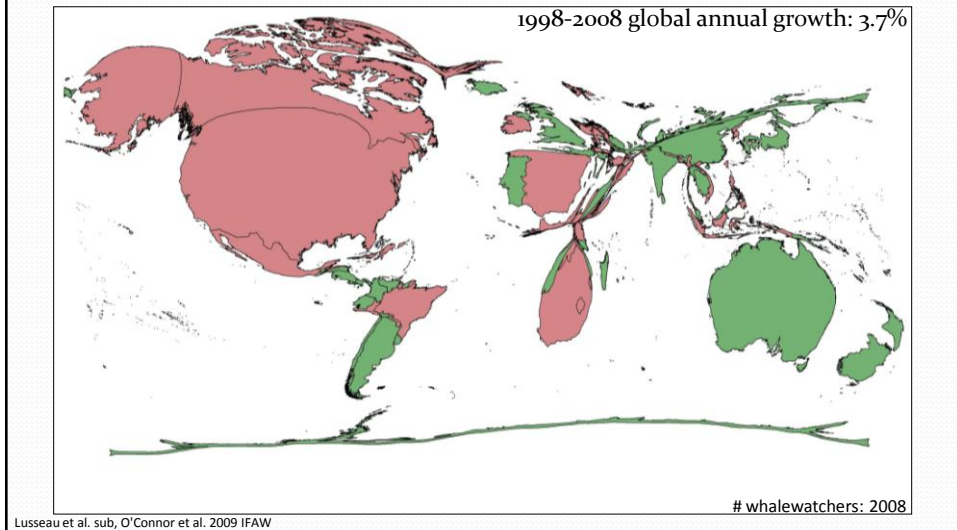 1998-2008 global annual growth: 3.7%
# whalewatchers: 2008
Lusseau et al. sub, O'Connor et al. 2009 IFAW